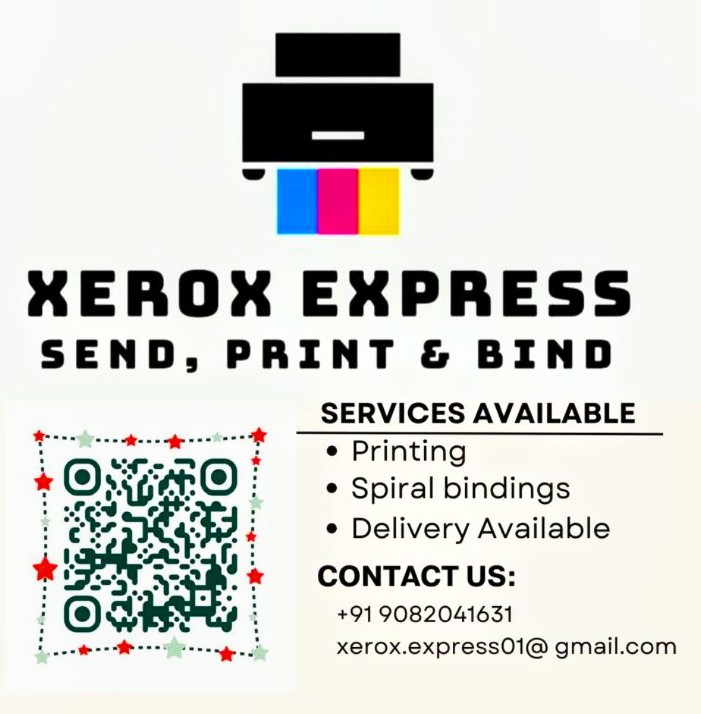 XEROX EXPRESS
SEND, PRINT & BIND
SERVICES AVAILABLE
• Printing
• Spiral bindings
• Delivery Available
CONTACT US:
+91 9082041631
xerox.express01@ gmail.com